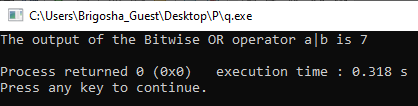 C:\Users\Brigosha_Guest\Desktop\P\q.exe
The output of the Bitwise OR operator a|b is 7
Process returned 0 (0x0)   execution time : 0.318 s
Press any key to continue.